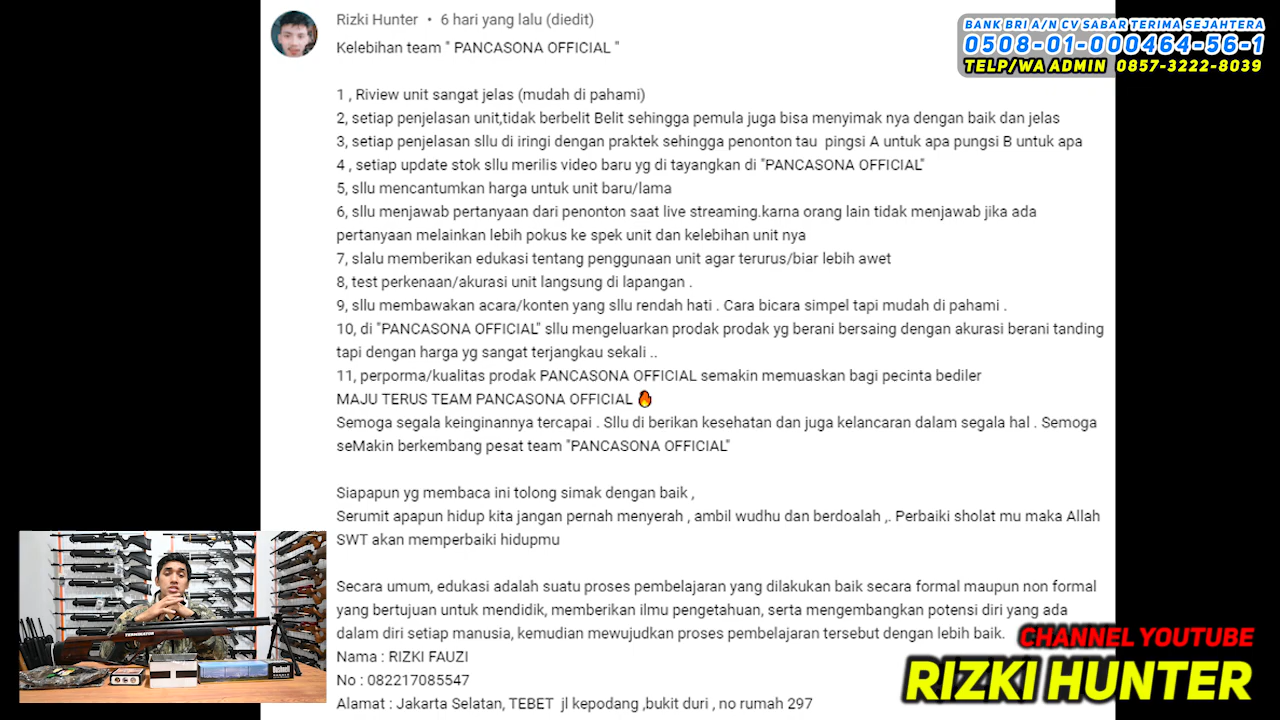 Rizki Hunter • 6 hari yang lalu (diedit)
Kelebihan team " PANCASONA OFFICIAL "
BANK BRI A/N CV SABAR TERIMA SEJAHTERA
0508-01-000464-56-1
TELP/WA ADMIN 0857-3222-8039
1 , Riview unit sangat jelas (mudah di pahami)
2, setiap penjelasan unit,tidak berbelit Belit sehingga pemula juga bisa menyimak nya dengan baik dan jelas
3, setiap penjelasan sllu di iringi dengan praktek sehingga penonton tau pingsi A untuk apa pungsi B untuk apa
4 , setiap update stok sllu merilis video baru yg di tayangkan di "PANCASONA OFFICIAL"
5, sllu mencantumkan harga untuk unit baru/lama
6, sllu menjawab pertanyaan dari penonton saat live streaming.karna orang lain tidak menjawab jika ada
pertanyaan melainkan lebih pokus ke spek unit dan kelebihan unit nya
7, slalu memberikan edukasi tentang penggunaan unit agar terurus/biar lebih awet
8, test perkenaan/akurasi unit langsung di lapangan .
9, sllu membawakan acara/konten yang sllu rendah hati . Cara bicara simpel tapi mudah di pahami .
10, di "PANCASONA OFFICIAL" sllu mengeluarkan prodak prodak yg berani bersaing dengan akurasi berani tanding
tapi dengan harga yg sangat terjangkau sekali ..
11, perporma/kualitas prodak PANCASONA OFFICIAL semakin memuaskan bagi pecinta bediler
MAJU TERUS TEAM PANCASONA OFFICIAL 🔥
Semoga segala keinginannya tercapai . Sllu di berikan kesehatan dan juga kelancaran dalam segala hal . Semoga
seMakin berkembang pesat team "PANCASONA OFFICIAL"
Siapapun yg membaca ini tolong simak dengan baik ,
Serumit apapun hidup kita jangan pernah menyerah , ambil wudhu dan berdoalah ,. Perbaiki sholat mu maka Allah
SWT akan memperbaiki hidupmu
Secara umum, edukasi adalah suatu proses pembelajaran yang dilakukan baik secara formal maupun non formal
yang bertujuan untuk mendidik, memberikan ilmu pengetahuan, serta mengembangkan potensi diri yang ada
dalam diri setiap manusia, kemudian mewujudkan proses pembelajaran tersebut dengan lebih baik.
Nama : RIZKI FAUZI
No : 082217085547
Alamat : Jakarta Selatan, TEBET jl kepodang ,bukit duri , no rumah 297
TERMINATOR
Bushnell
CHANNEL YOUTUBE
RIZKI HUNTER